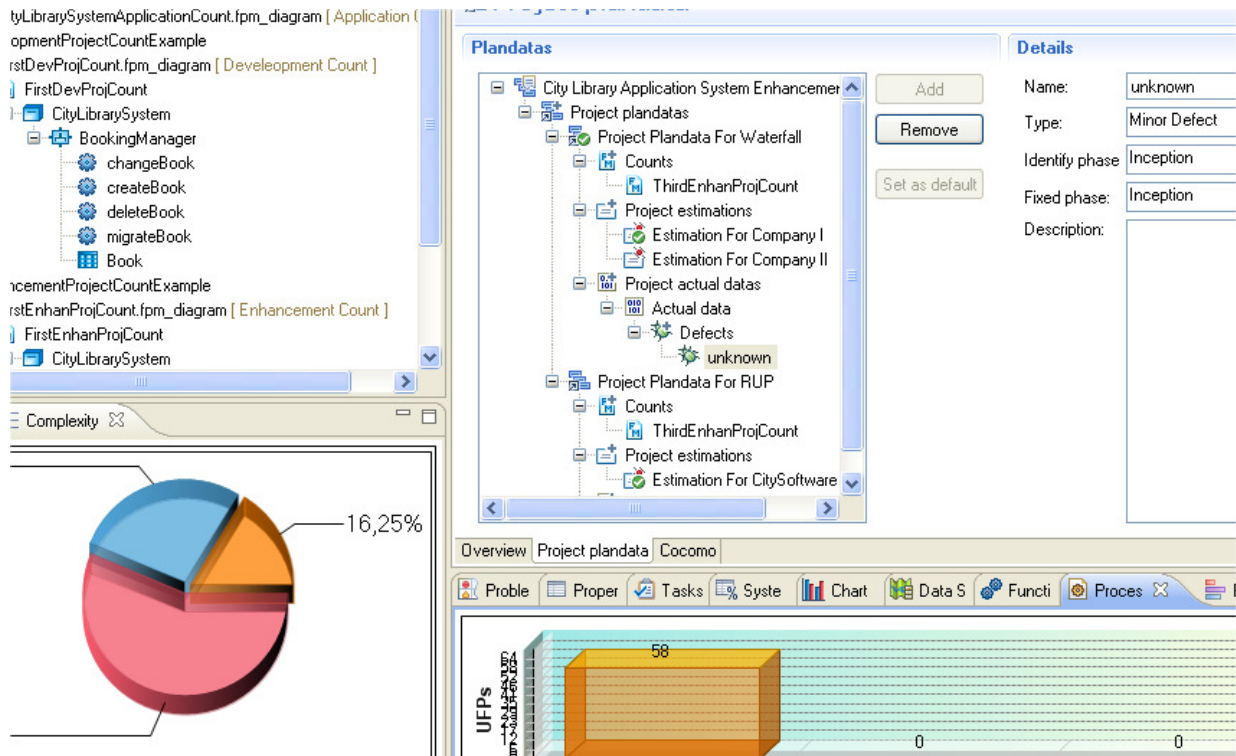 tyLibrarySystemApplicationCount.fpm_diagram [ Application
opmentProjectCountExample
rstDevProjCount.fpm_diagram [ Develeopment Count ]
FirstDevProjCount
CityLibrarySystem
BookingManager
changeBook
createBook
deleteBook
migrateBook
Book
ncementProjectCountExample
rstEnhanProjCount.fpm_diagram [ Enhancement Count ]
FirstEnhanProjCount
CityLibrarySystem
Complexity
16,25%
Plandatas
City Library Application System Enhancemer
Project plandatas
Project Plandata For Waterfall
Counts
ThirdEnhanProjCount
Project estimations
Estimation For Company I
Estimation For Company II
Project actual datas
Actual data
Defects
unknown
Project Plandata For RUP
Counts
ThirdEnhanProjCount
Project estimations
Estimation For CitySoftware
Add
Remove
Set as default
Details
Name: unknown
Type: Minor Defect
Identify phase Inception
Fixed phase: Inception
Description:
Overview Project plandata Cocomo
Proble Proper Tasks Syste Chart Data S Functi Proces
UFPs
64
58
0
0